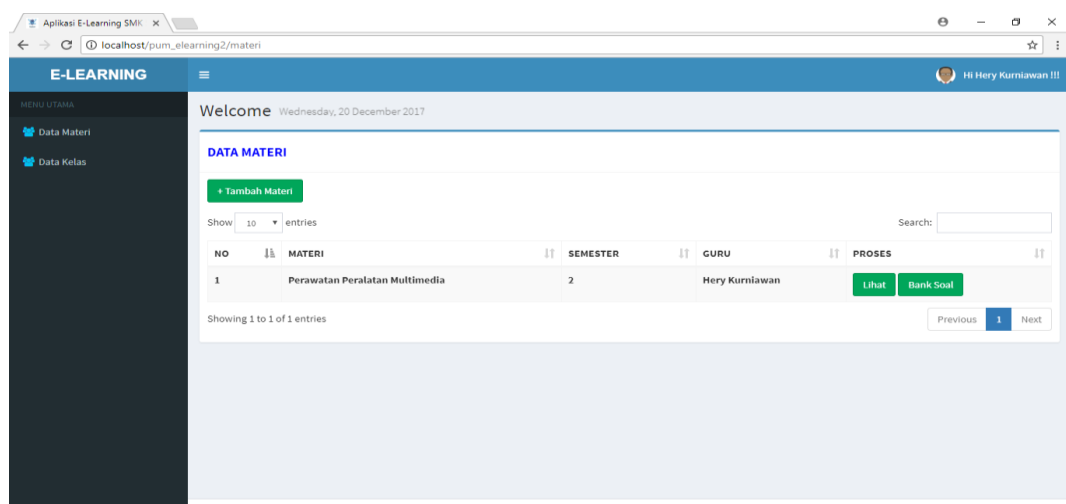 Aplikasi E-Learning SMK
localhost/pum_elearning2/materi
E-LEARNING
Hi Hery Kurniawan !!!
MENU UTAMA
Data Materi
Data Kelas
Welcome Wednesday, 20 December 2017
DATA MATERI
+ Tambah Materi
Show 10 entries
Search:
NO MATERI SEMESTER GURU PROSES
1 Perawatan Peralatan Multimedia 2 Hery Kurniawan Lihat Bank Soal
Showing 1 to 1 of 1 entries
Previous 1 Next